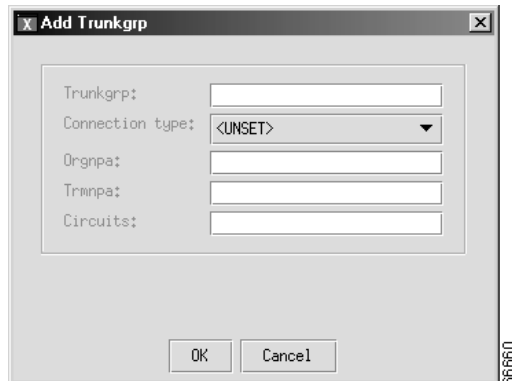 X Add Trunkgrp X
Trunkgrp:
Connection type: <UNSET>
Orgnpa:
Trmnpa:
Circuits:
OK Cancel